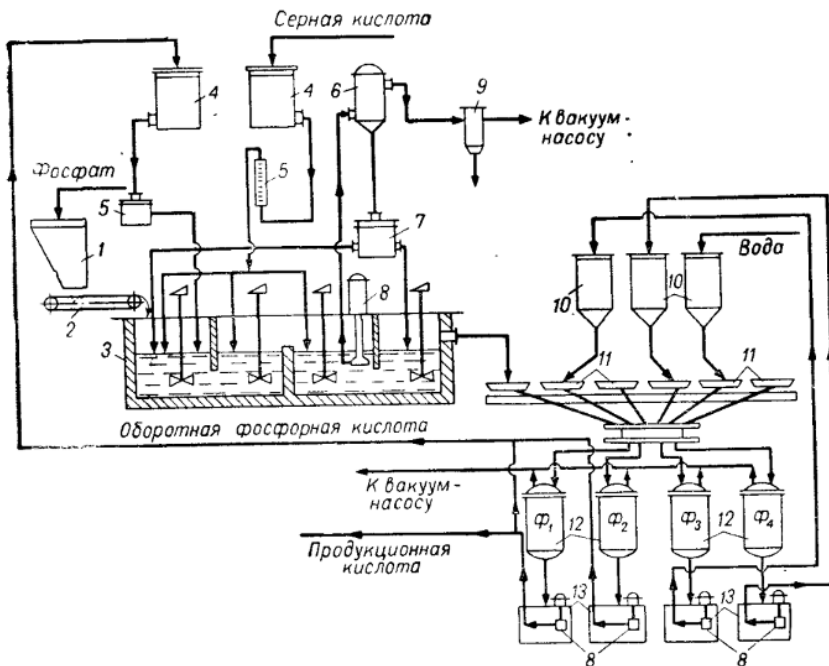 Серная кислота
4
4
6
9
К вакуум-
насосу
Фосфат
5
5
1
7
Вода
2
10
10
8
3
11
11
Оборотная фосфорная кислота
К вакуум-
насосу
Ф₁
12
Ф₂
Ф₃
12
Ф₄
Продукционная
кислота
13
13
8
8